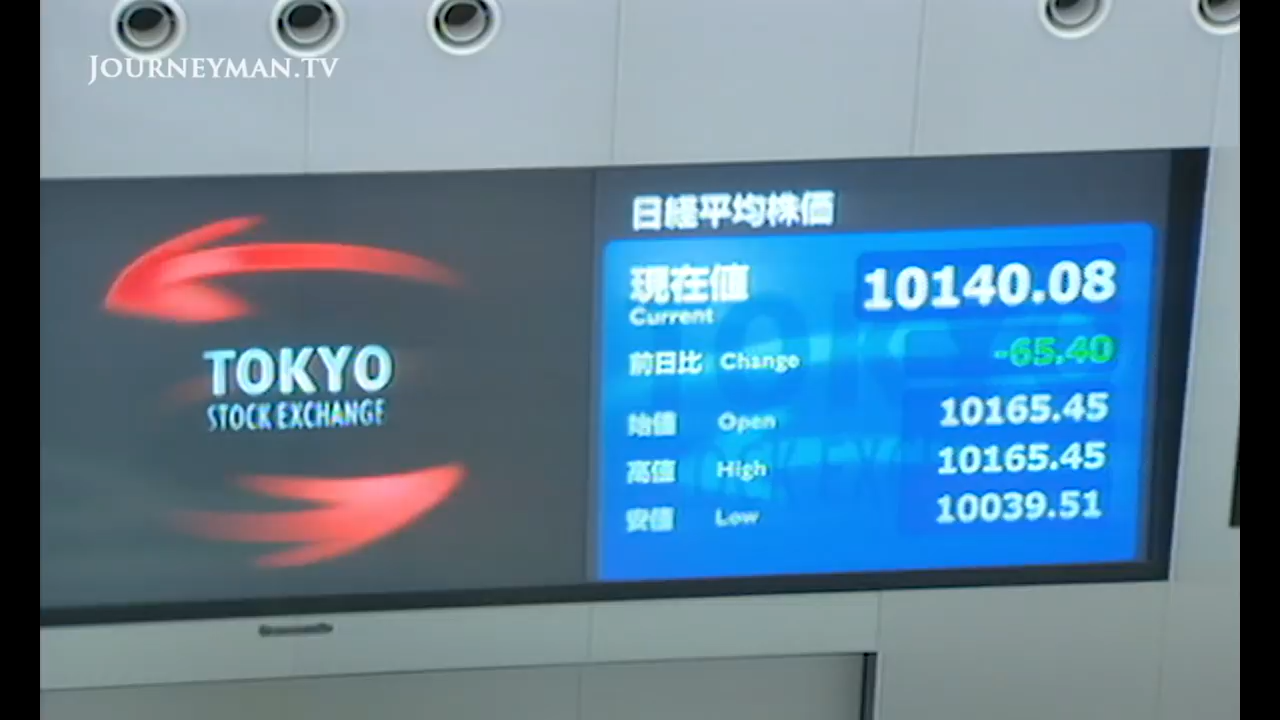 JOURNEYMAN.TV
TOKYO
STOCK EXCHANGE
日経平均株価
現在値 10140.08
Current
前日比 Change -65.40
始値 Open 10165.45
高値 High 10165.45
安値 Low 10039.51